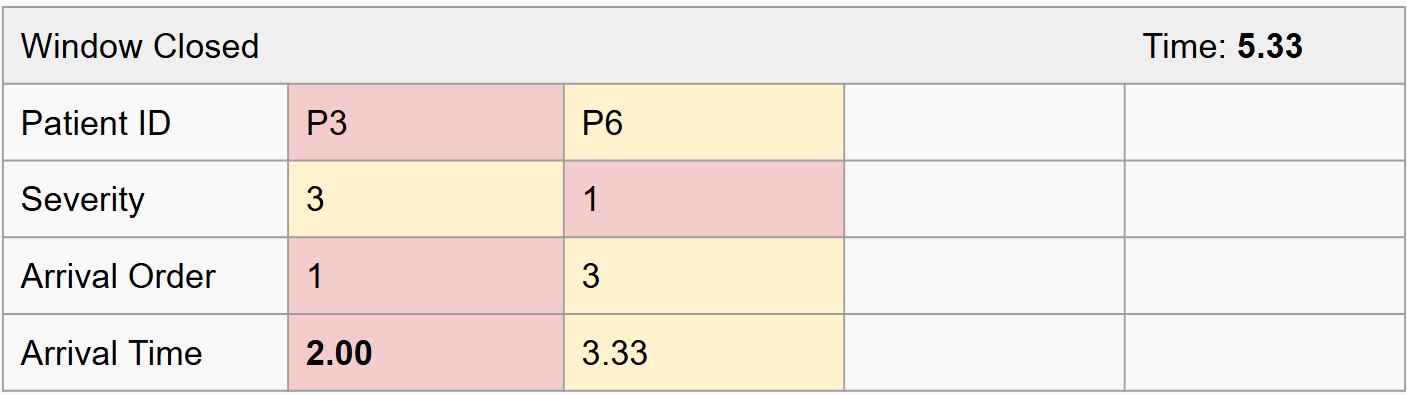 Window Closed Time: 5.33
Patient ID P3 P6
Severity 3 1
Arrival Order 1 3
Arrival Time 2.00 3.33